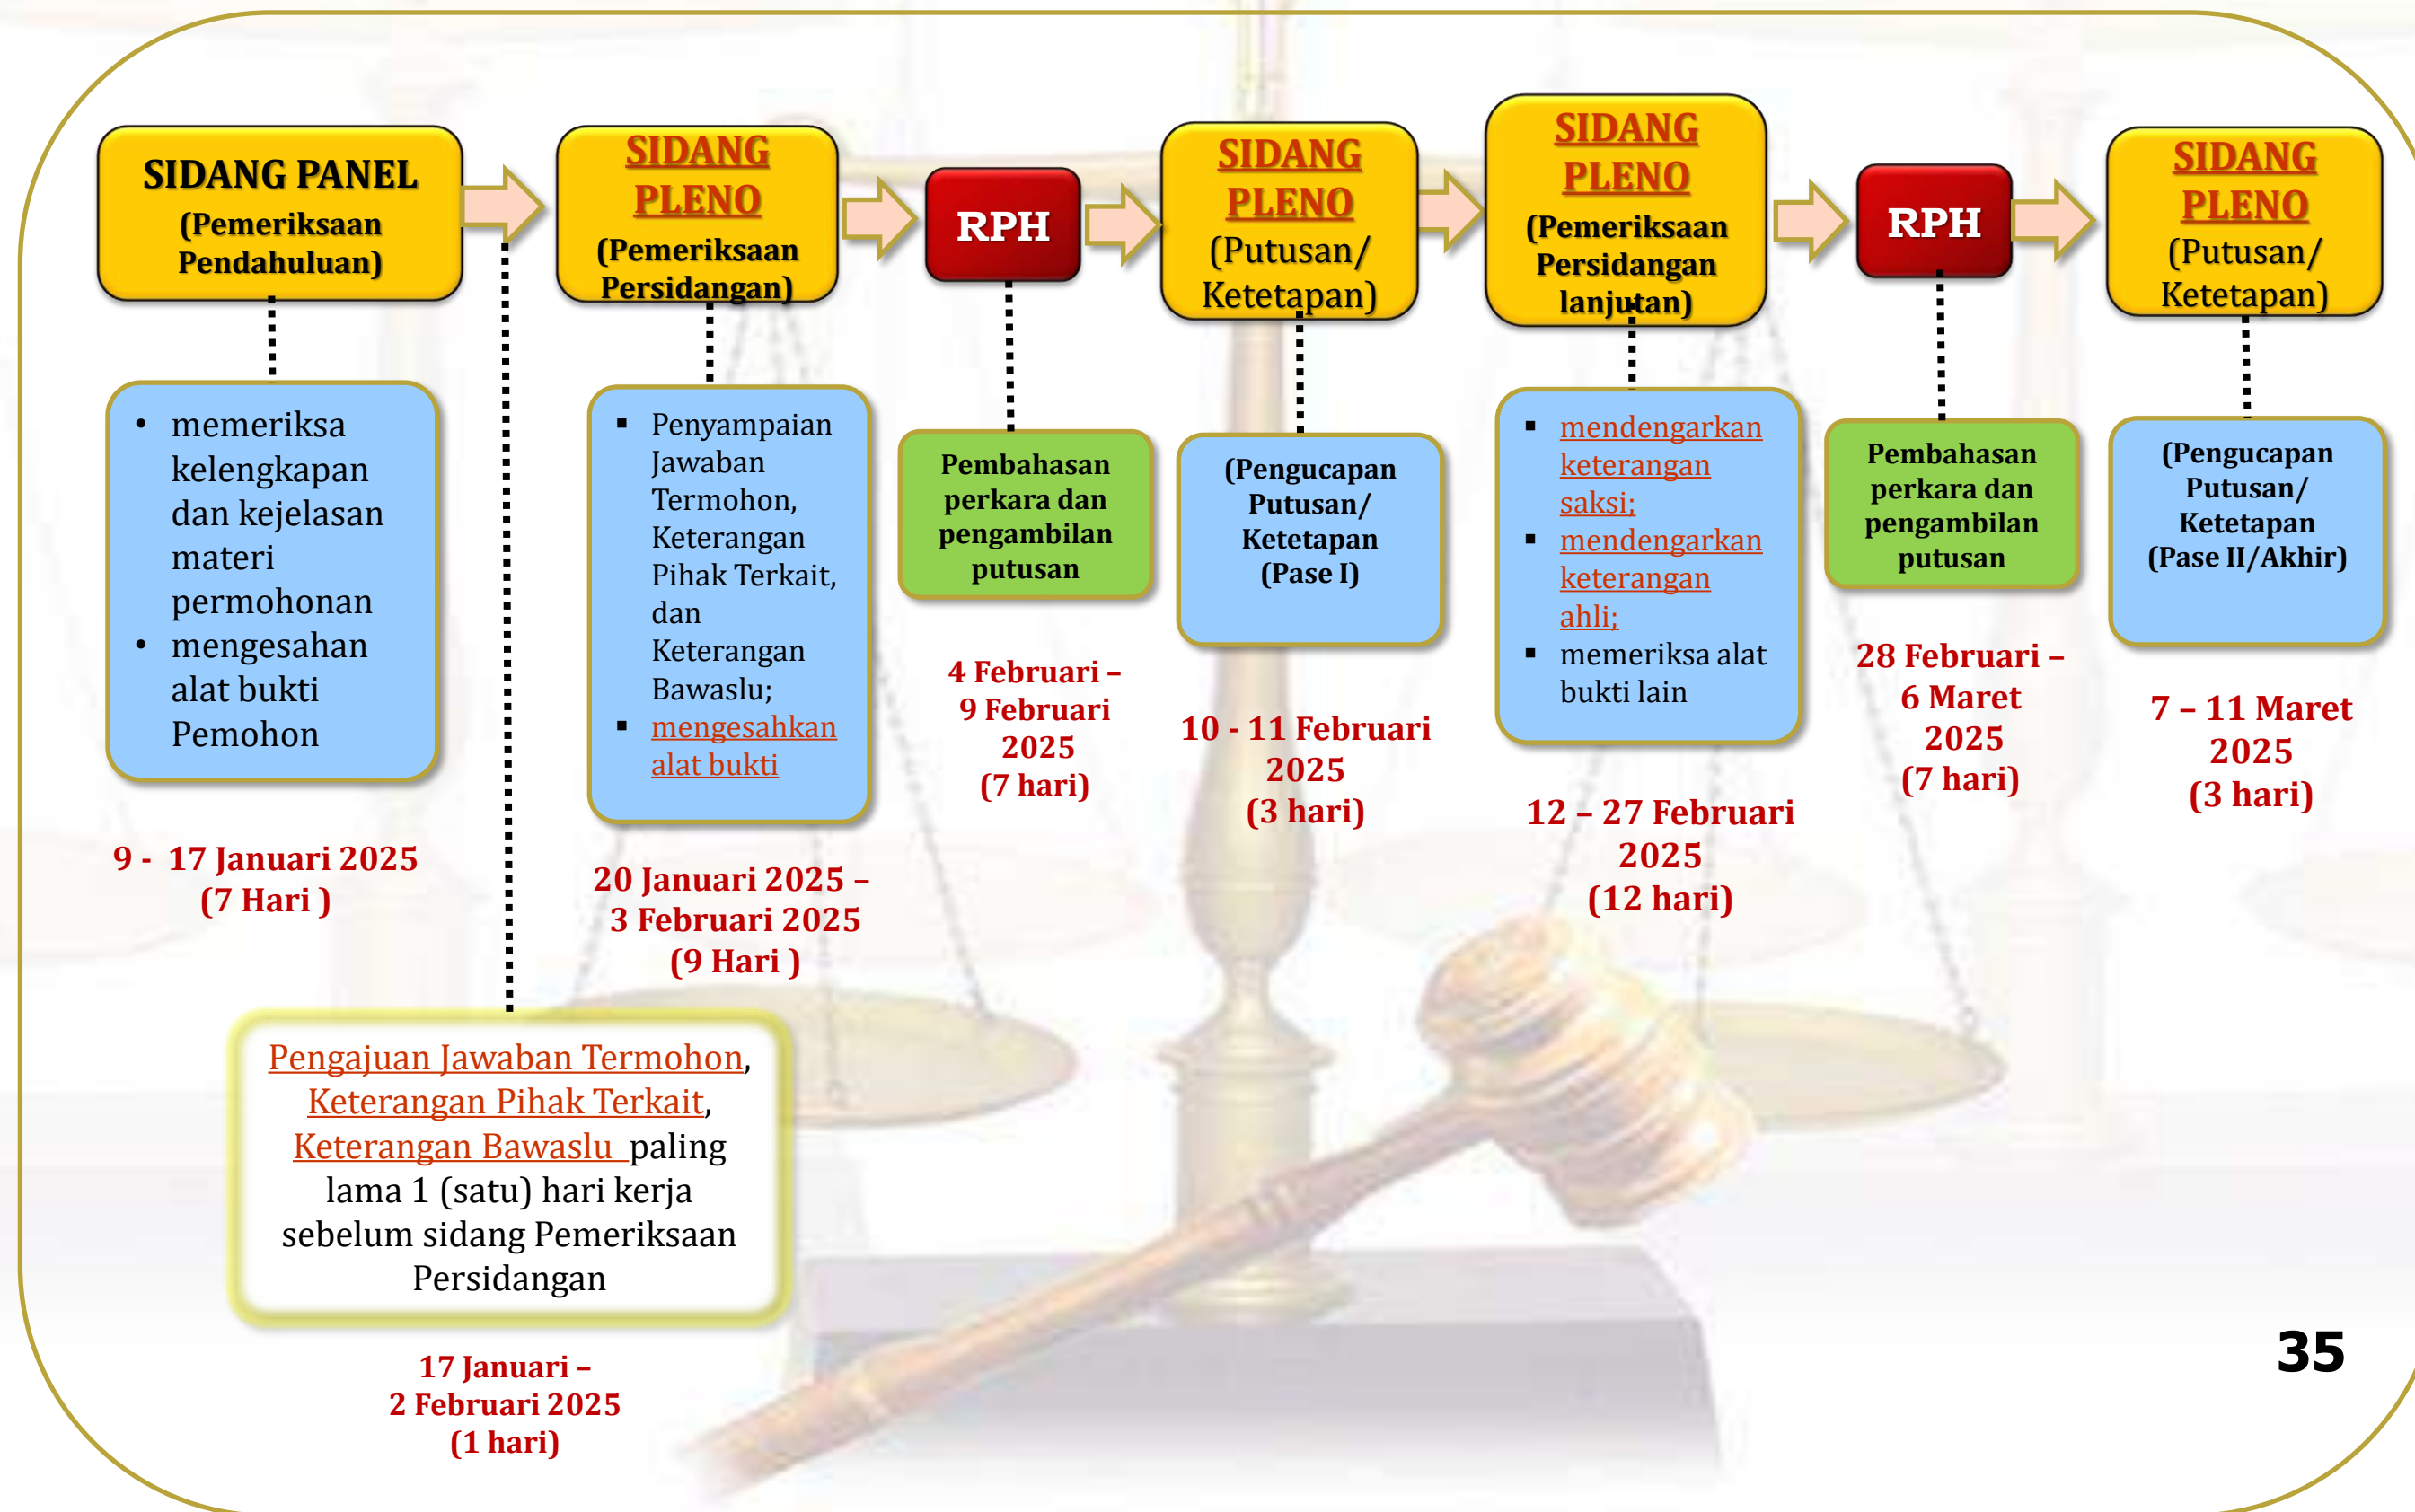 SIDANG PANEL
(Pemeriksaan
Pendahuluan)
• memeriksa
kelengkapan
dan kejelasan
materi
permohonan
• mengesahan
alat bukti
Pemohon
9 - 17 Januari 2025
(7 Hari )
Pengajuan Jawaban Termohon,
Keterangan Pihak Terkait,
Keterangan Bawaslu paling
lama 1 (satu) hari kerja
sebelum sidang Pemeriksaan
Persidangan
17 Januari –
2 Februari 2025
(1 hari)
SIDANG
PLENO
(Pemeriksaan
Persidangan)
▪ Penyampaian
Jawaban
Termohon,
Keterangan
Pihak Terkait,
dan
Keterangan
Bawaslu;
▪ mengesahkan
alat bukti
20 Januari 2025 –
3 Februari 2025
(9 Hari )
RPH
Pembahasan
perkara dan
pengambilan
putusan
4 Februari –
9 Februari
2025
(7 hari)
SIDANG
PLENO
(Putusan/
Ketetapan)
(Pengucapan
Putusan/
Ketetapan
(Pase I)
10 - 11 Februari
2025
(3 hari)
SIDANG
PLENO
(Pemeriksaan
Persidangan
lanjutan)
▪ mendengarkan
keterangan
saksi;
▪ mendengarkan
keterangan
ahli;
▪ memeriksa alat
bukti lain
12 – 27 Februari
2025
(12 hari)
RPH
Pembahasan
perkara dan
pengambilan
putusan
28 Februari –
6 Maret
2025
(7 hari)
SIDANG
PLENO
(Putusan/
Ketetapan)
(Pengucapan
Putusan/
Ketetapan
(Pase II/Akhir)
7 – 11 Maret
2025
(3 hari)
35